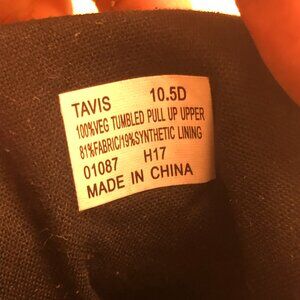 TAVIS 10.5D
100%VEG TUMBLED PULL UP UPPER
81%FABRIC/19%SYNTHETIC LINING
01087 H17
MADE IN CHINA